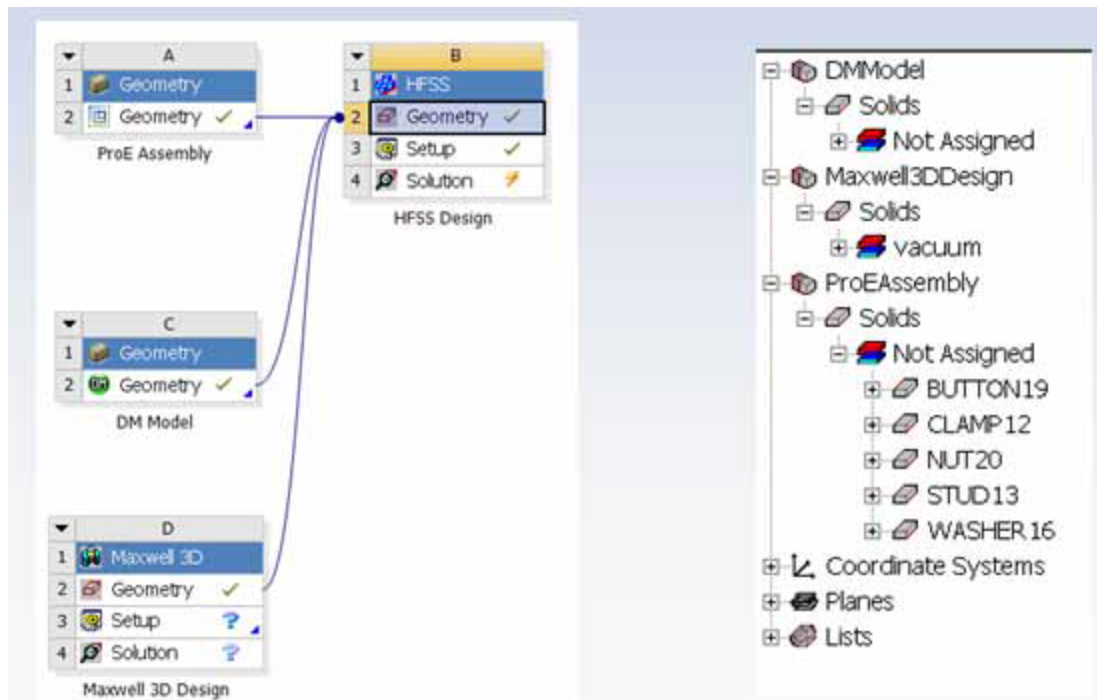 A
1 Geometry
2 Geometry
ProE Assembly
B
1 HFSS
2 Geometry
3 Setup
4 Solution
HFSS Design
C
1 Geometry
2 Geometry
DM Model
D
1 Maxwell 3D
2 Geometry
3 Setup ?
4 Solution ?
Maxwell 3D Design
DMModel
Solids
Not Assigned
Maxwell3DDesign
Solids
vacuum
ProEAssembly
Solids
Not Assigned
BUTTON19
CLAMP12
NUT20
STUD13
WASHER16
Coordinate Systems
Planes
Lists